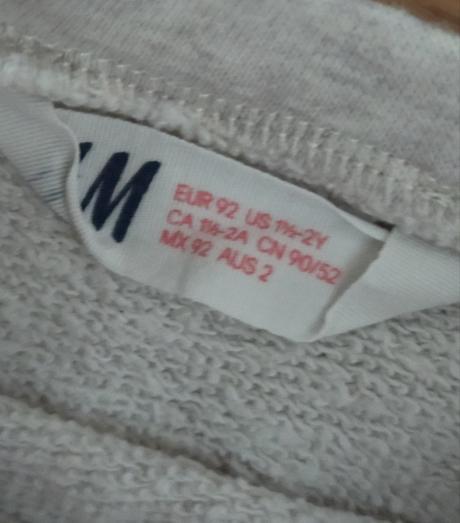 M
EUR 92 US 1½-2Y
CA 1½-2A CN 90/52
MX 92 AUS 2